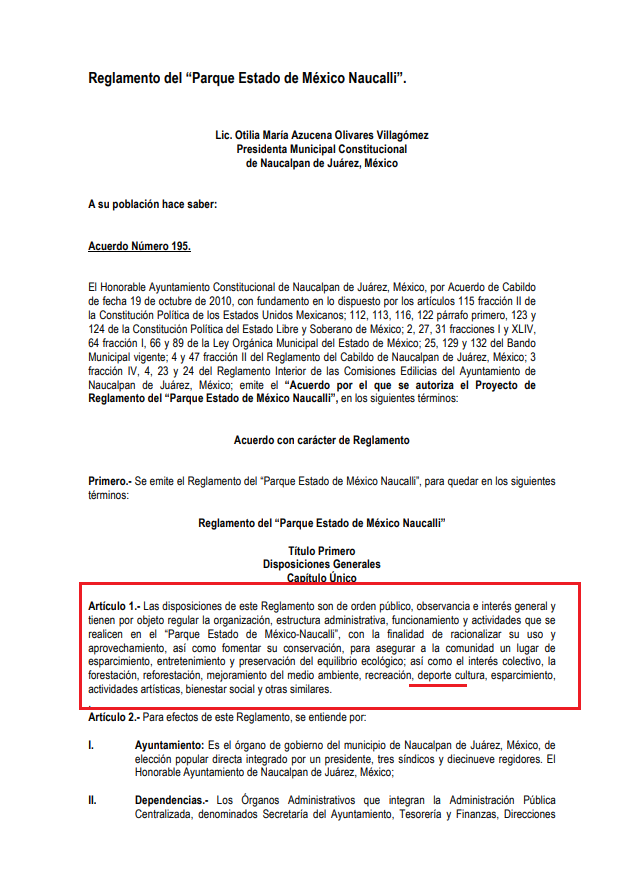 Reglamento del “Parque Estado de México Naucalli”.
Lic. Otilia María Azucena Olivares Villagómez
Presidenta Municipal Constitucional
de Naucalpan de Juárez, México
A su población hace saber:
Acuerdo Número 195.
El Honorable Ayuntamiento Constitucional de Naucalpan de Juárez, México, por Acuerdo de Cabildo
de fecha 19 de octubre de 2010, con fundamento en lo dispuesto por los artículos 115 fracción II de
la Constitución Política de los Estados Unidos Mexicanos; 112, 113, 116, 122 párrafo primero, 123 y
124 de la Constitución Política del Estado Libre y Soberano de México; 2, 27, 31 fracciones I y XLIV,
64 fracción I, 66 y 89 de la Ley Orgánica Municipal del Estado de México; 25, 129 y 132 del Bando
Municipal vigente; 4 y 47 fracción II del Reglamento del Cabildo de Naucalpan de Juárez, México; 3
fracción IV, 4, 23 y 24 del Reglamento Interior de las Comisiones Edilicias del Ayuntamiento de
Naucalpan de Juárez, México; emite el “Acuerdo por el que se autoriza el Proyecto de
Reglamento del “Parque Estado de México Naucalli”, en los siguientes términos:
Acuerdo con carácter de Reglamento
Primero.- Se emite el Reglamento del “Parque Estado de México Naucalli”, para quedar en los siguientes
términos:
Reglamento del “Parque Estado de México Naucalli”
Título Primero
Disposiciones Generales
Capítulo Único
Artículo 1.- Las disposiciones de este Reglamento son de orden público, observancia e interés general y
tienen por objeto regular la organización, estructura administrativa, funcionamiento y actividades que se
realicen en el “Parque Estado de México-Naucalli”, con la finalidad de racionalizar su uso y
aprovechamiento, así como fomentar su conservación, para asegurar a la comunidad un lugar de
esparcimiento, entretenimiento y preservación del equilibrio ecológico; así como el interés colectivo, la
forestación, reforestación, mejoramiento del medio ambiente, recreación, deporte cultura, esparcimiento,
actividades artísticas, bienestar social y otras similares.
.
Artículo 2.- Para efectos de este Reglamento, se entiende por:
I. Ayuntamiento: Es el órgano de gobierno del municipio de Naucalpan de Juárez, México, de
elección popular directa integrado por un presidente, tres síndicos y diecinueve regidores. El
Honorable Ayuntamiento de Naucalpan de Juárez, México;
II. Dependencias.- Los Órganos Administrativos que integran la Administración Pública
Centralizada, denominados Secretaría del Ayuntamiento, Tesorería y Finanzas, Direcciones